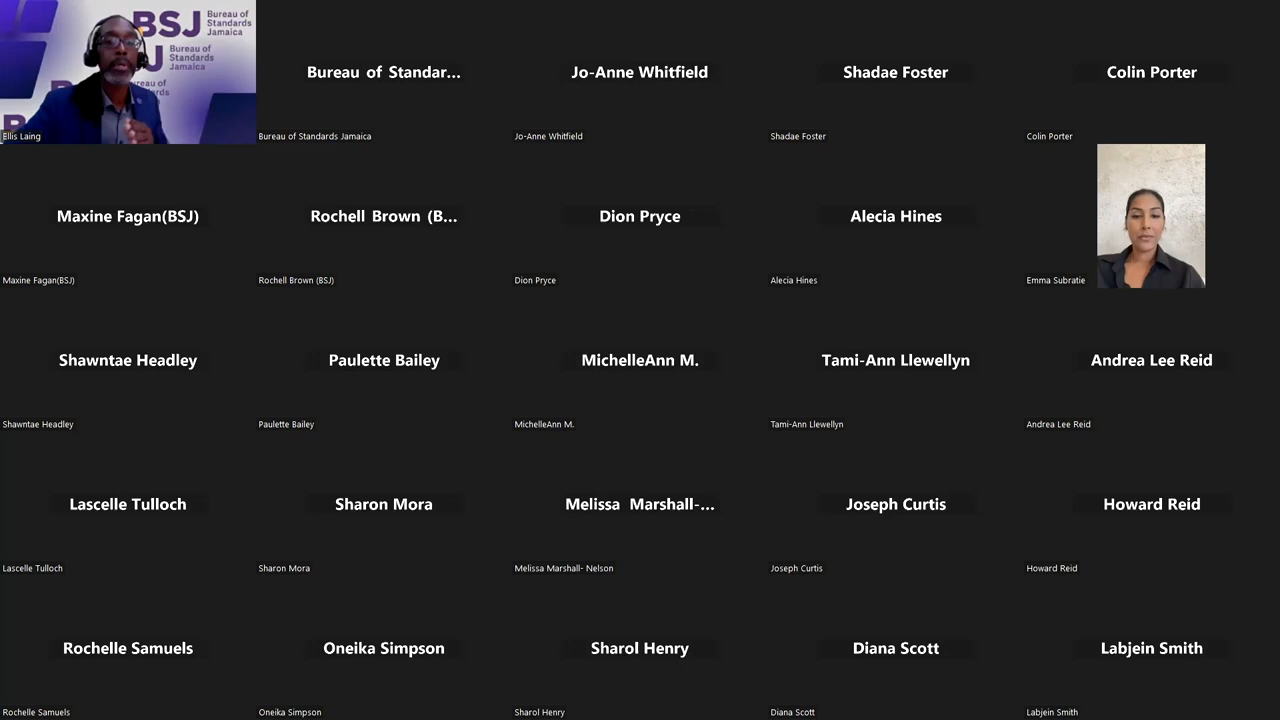 BSJ Bureau of
Standards
Jamaica
J Bureau of
Standards
Jamaica
Ellis Laing
Bureau of Standar...
Bureau of Standards Jamaica
Jo-Anne Whitfield
Jo-Anne Whitfield
Shadae Foster
Shadae Foster
Colin Porter
Colin Porter
Maxine Fagan(BSJ)
Maxine Fagan(BSJ)
Rochell Brown (B...
Rochell Brown (BSJ)
Dion Pryce
Dion Pryce
Alecia Hines
Alecia Hines
Emma Subratie
Shawntae Headley
Shawntae Headley
Paulette Bailey
Paulette Bailey
MichelleAnn M.
MichelleAnn M.
Tami-Ann Llewellyn
Tami-Ann Llewellyn
Andrea Lee Reid
Andrea Lee Reid
Lascelle Tulloch
Lascelle Tulloch
Sharon Mora
Sharon Mora
Melissa Marshall-...
Melissa Marshall- Nelson
Joseph Curtis
Joseph Curtis
Howard Reid
Howard Reid
Rochelle Samuels
Rochelle Samuels
Oneika Simpson
Oneika Simpson
Sharol Henry
Sharol Henry
Diana Scott
Diana Scott
Labjein Smith
Labjein Smith